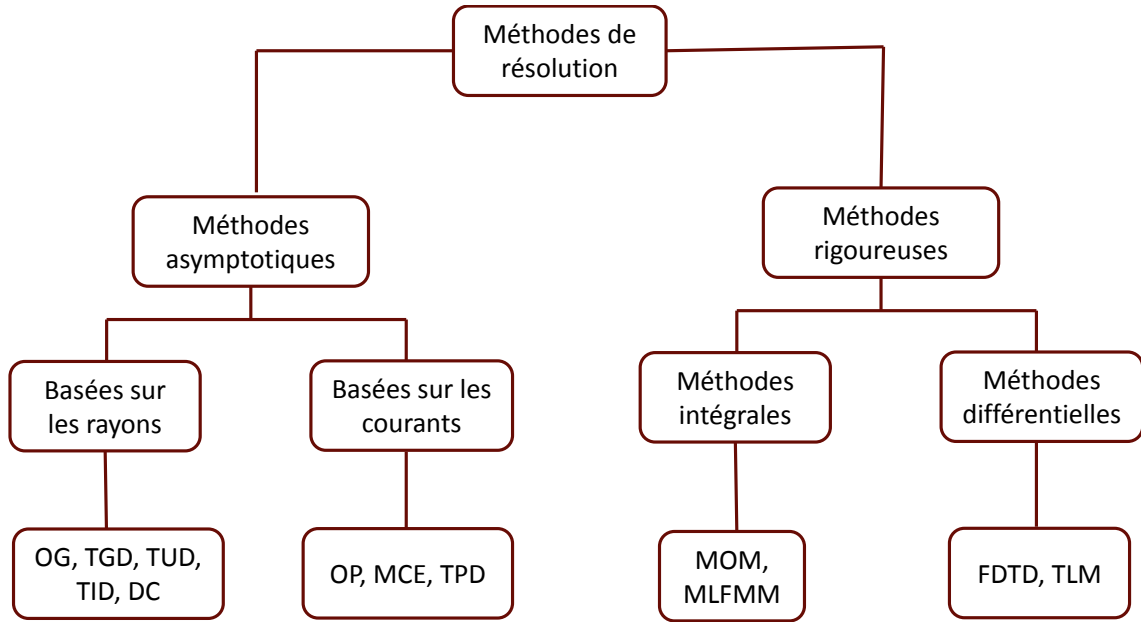 Méthodes de
résolution
Méthodes
asymptotiques
Méthodes
rigoureuses
Basées sur
les rayons
Basées sur les
courants
Méthodes
intégrales
Méthodes
différentielles
OG, TGD, TUD,
TID, DC
OP, MCE, TPD
MOM,
MLFMM
FDTD, TLM